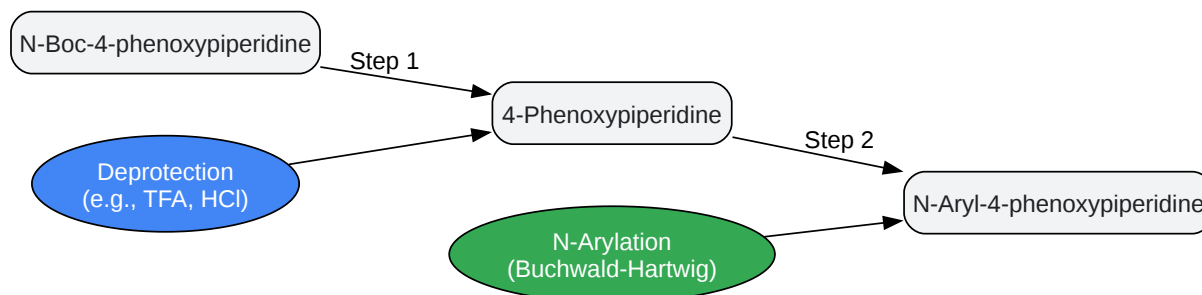 N-Boc-4-phenoxypiperidine
Step 1
4-Phenoxypiperidine
Deprotection
(e.g., TFA, HCl)
Step 2
N-Aryl-4-phenoxypiperidine
N-Arylation
(Buchwald-Hartwig)